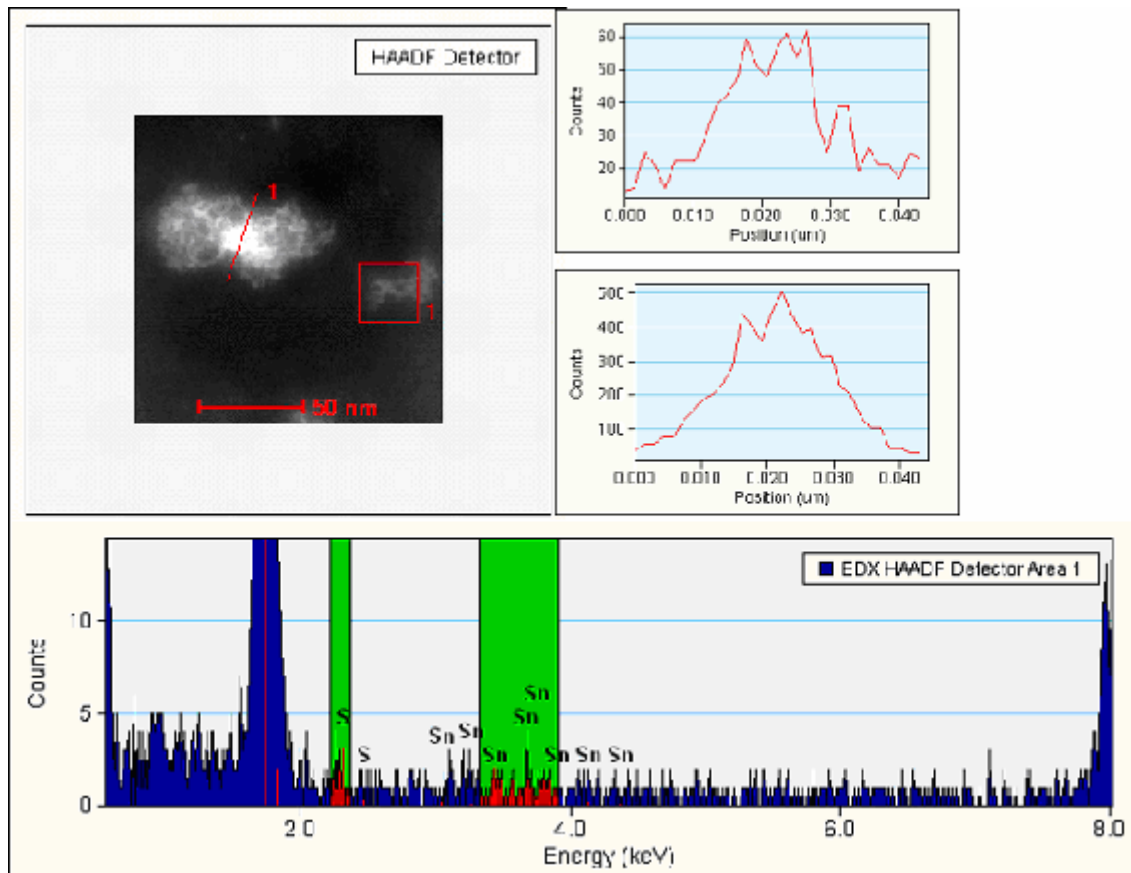 HAADF Detector
1
1
50 nm
60
50
40
30
20
Counts
0.000 0.010 0.020 0.030 0.040
Position (um)
500
400
300
200
100
Counts
0.000 0.010 0.020 0.030 0.040
Position (um)
EDX HAADF Detector Area 1
10
5
0
Counts
S
S
Sn
Sn
Sn
Sn
Sn
Sn
Sn
Sn
2.0 4.0 6.0 8.0
Energy (keV)